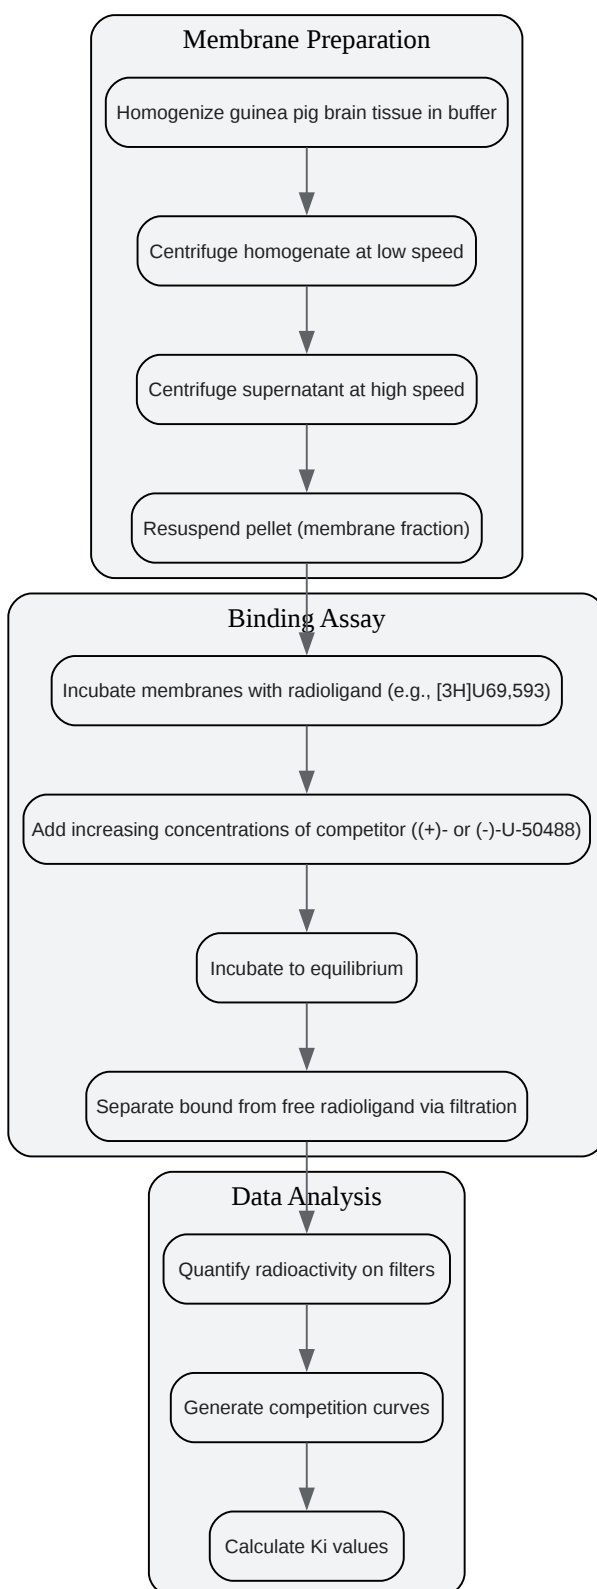 Membrane Preparation
Homogenize guinea pig brain tissue in buffer
Centrifuge homogenate at low speed
Centrifuge supernatant at high speed
Resuspend pellet (membrane fraction)
Binding Assay
Incubate membranes with radioligand (e.g., [3H]U69,593)
Add increasing concentrations of competitor ((+)- or (-)-U-50488)
Incubate to equilibrium
Separate bound from free radioligand via filtration
Data Analysis
Quantify radioactivity on filters
Generate competition curves
Calculate Ki values